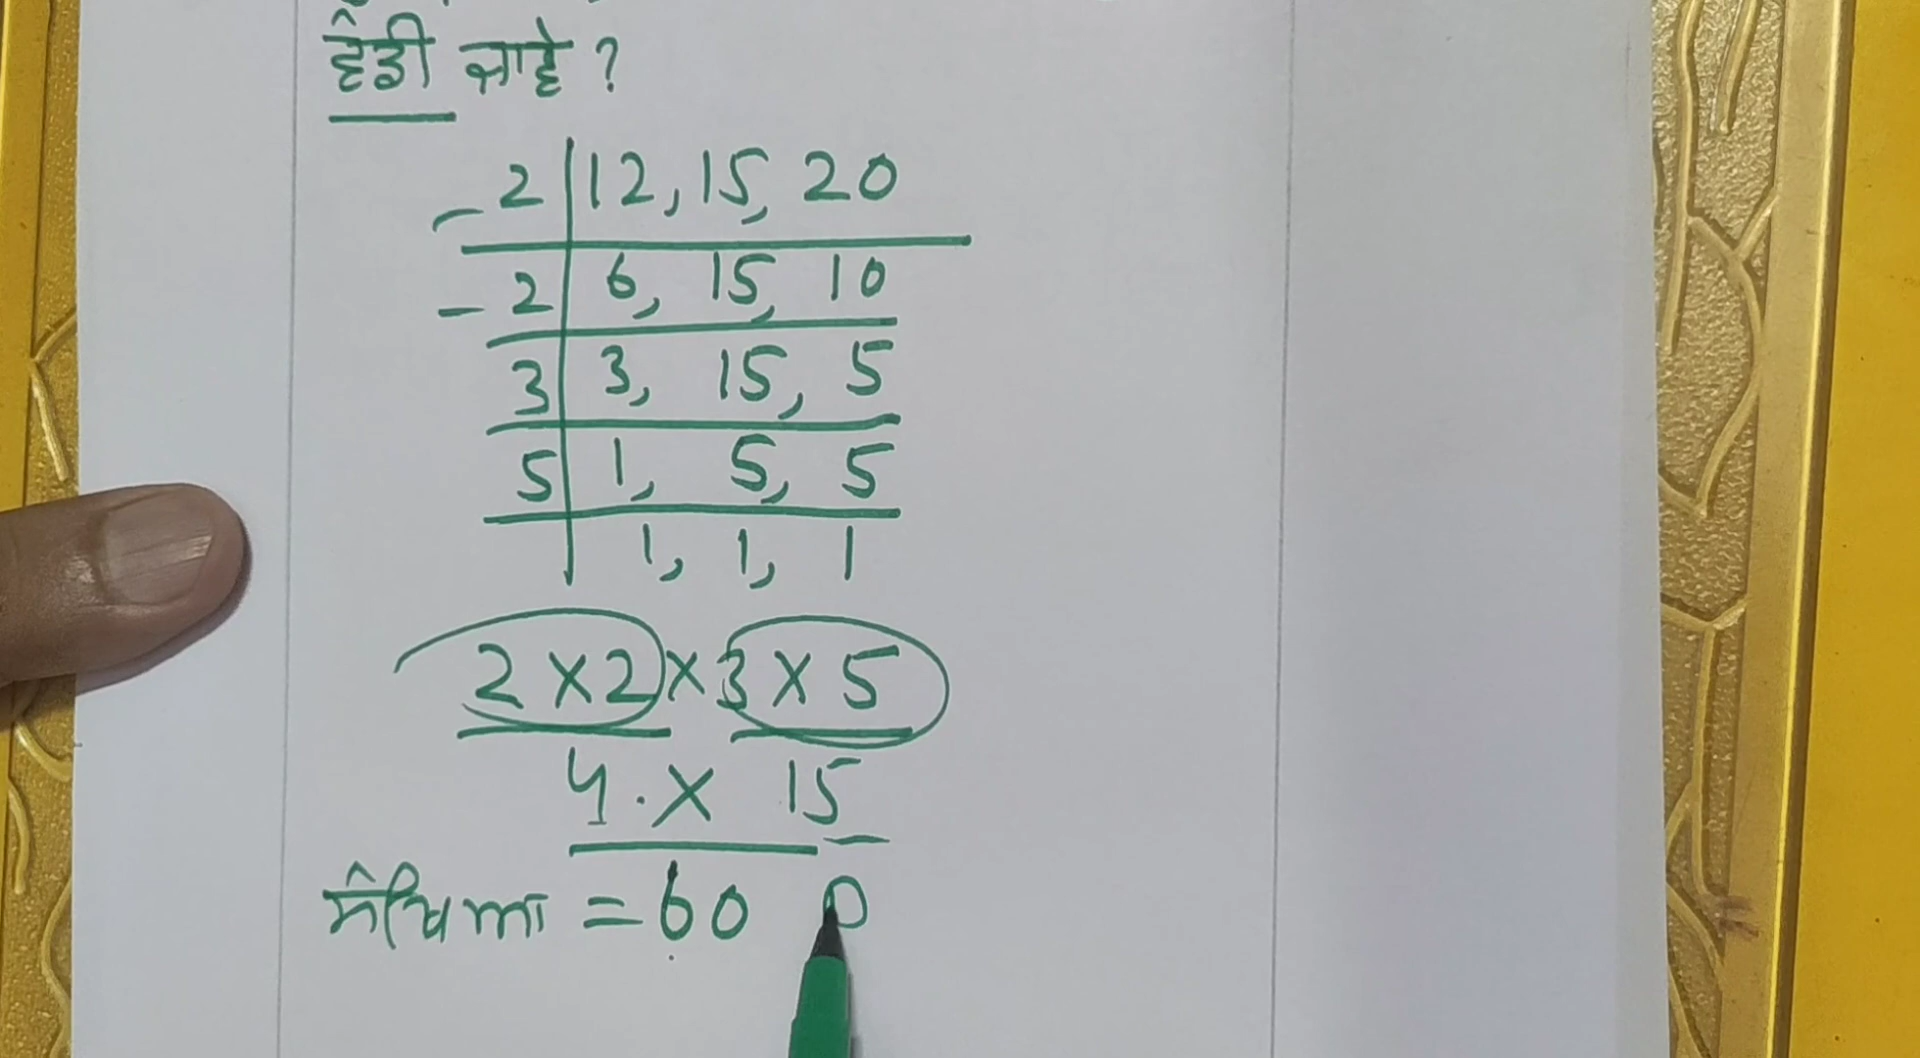 ਵੰਡੀ ਜਾਵੇ ?
2 | 12, 15, 20
2 | 6, 15, 10
3 | 3, 15, 5
5 | 1, 5, 5
1, 1, 1
2 × 2 × 3 × 5
4 . × 15
= 60 0